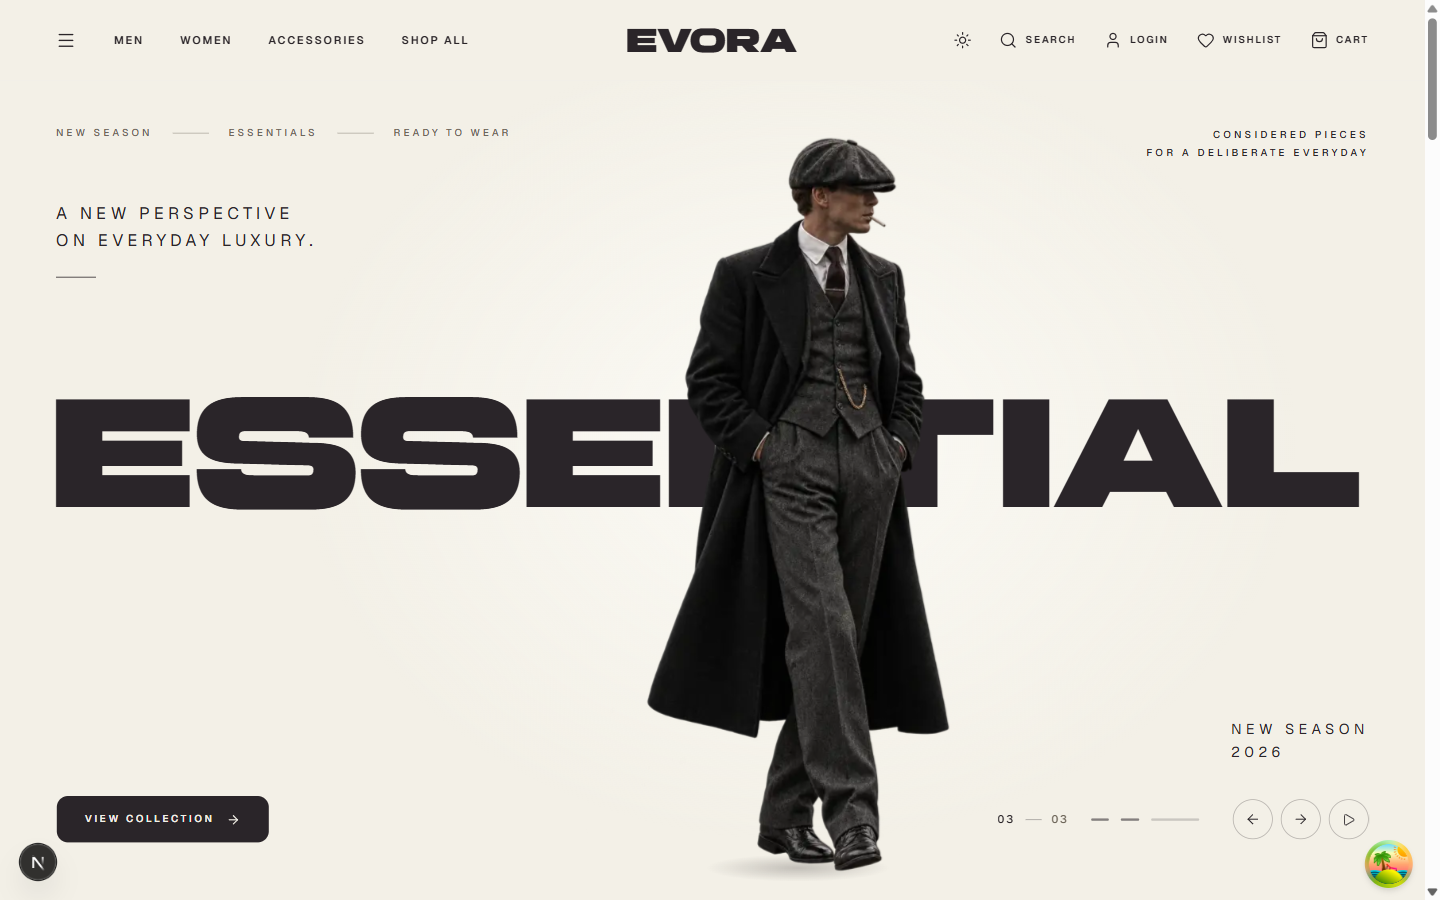 MEN
WOMEN
ACCESSORIES
SHOP ALL
EVORA
SEARCH
LOGIN
WISHLIST
CART
NEW SEASON
ESSENTIALS
READY TO WEAR
CONSIDERED PIECES
FOR A DELIBERATE EVERYDAY
A NEW PERSPECTIVE
ON EVERYDAY LUXURY.
ESSENTIAL
NEW SEASON
2026
VIEW COLLECTION
03 — 03
N